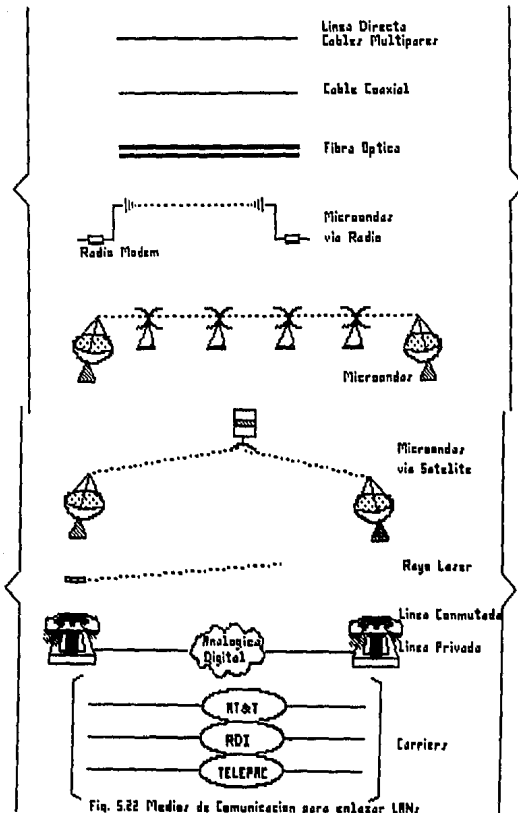 Linea Directa
Cables Multipares
Cable Coaxial
Fibra Optica
Microondas
via Radio
Radio Modem
Microondas
Microondas
via Satelite
Rayo Lazer
Linea Conmutada
Analogica
Digital
Linea Privada
AT&T
RDI
TELEPAC
Carriers
Fig. 5.22 Medios de Comunicacion para enlazar LANs